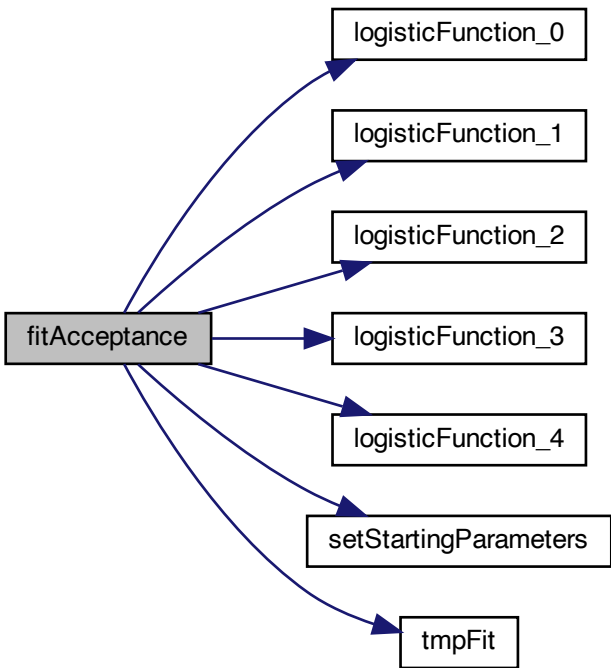 logisticFunction_0
logisticFunction_1
logisticFunction_2
fitAcceptance
logisticFunction_3
logisticFunction_4
setStartingParameters
tmpFit